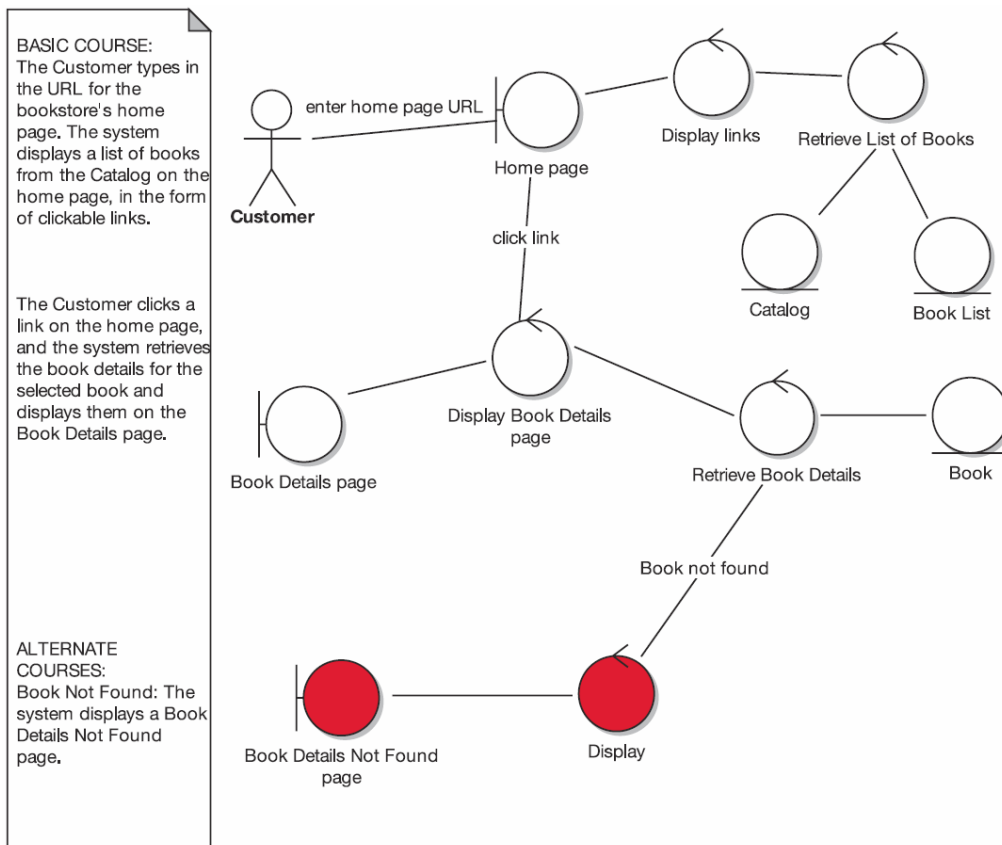 BASIC COURSE:
The Customer types in
the URL for the
bookstore's home
page. The system
displays a list of books
from the Catalog on the
home page, in the form
of clickable links.
The Customer clicks a
link on the home page,
and the system retrieves
the book details for the
selected book and
displays them on the
Book Details page.
ALTERNATE
COURSES:
Book Not Found: The
system displays a Book
Details Not Found
page.
enter home page URL
Customer
Home page
Display links
Retrieve List of Books
click link
Catalog
Book List
Book Details page
Display Book Details
page
Retrieve Book Details
Book
Book not found
Book Details Not Found
page
Display